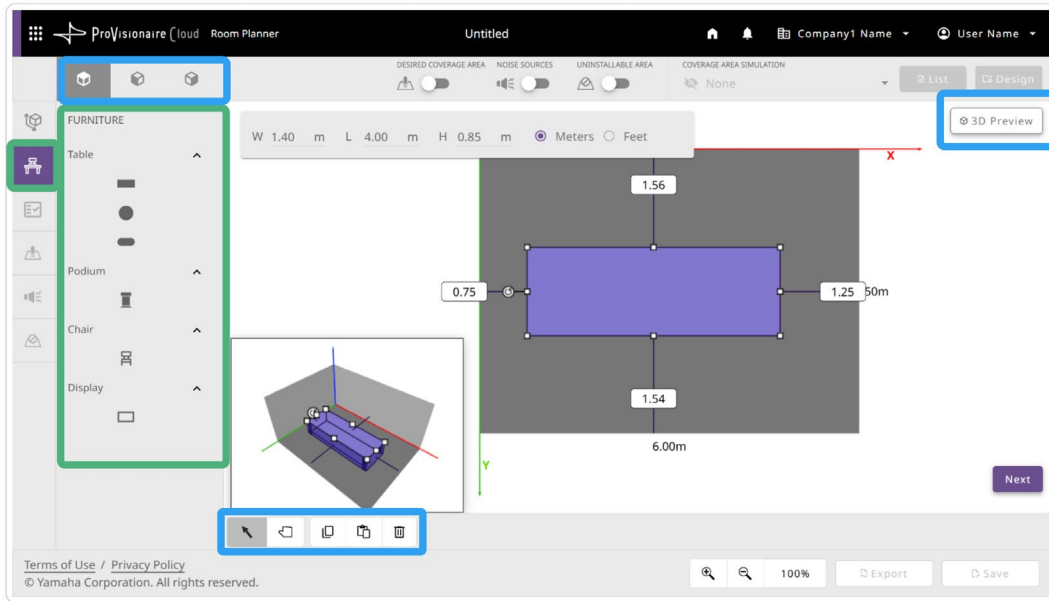 ProVisionaire Cloud Room Planner Untitled Company1 Name User Name
DESIRED COVERAGE AREA NOISE SOURCES UNINSTALLABLE AREA COVERAGE AREA SIMULATION
None List Design
3D Preview
FURNITURE
Table
Podium
Chair
Display
W 1.40 m L 4.00 m H 0.85 m Meters Feet
X
1.56
0.75 1.25 50m
1.54
6.00m
Y
Next
Terms of Use / Privacy Policy
© Yamaha Corporation. All rights reserved.
100% Export Save